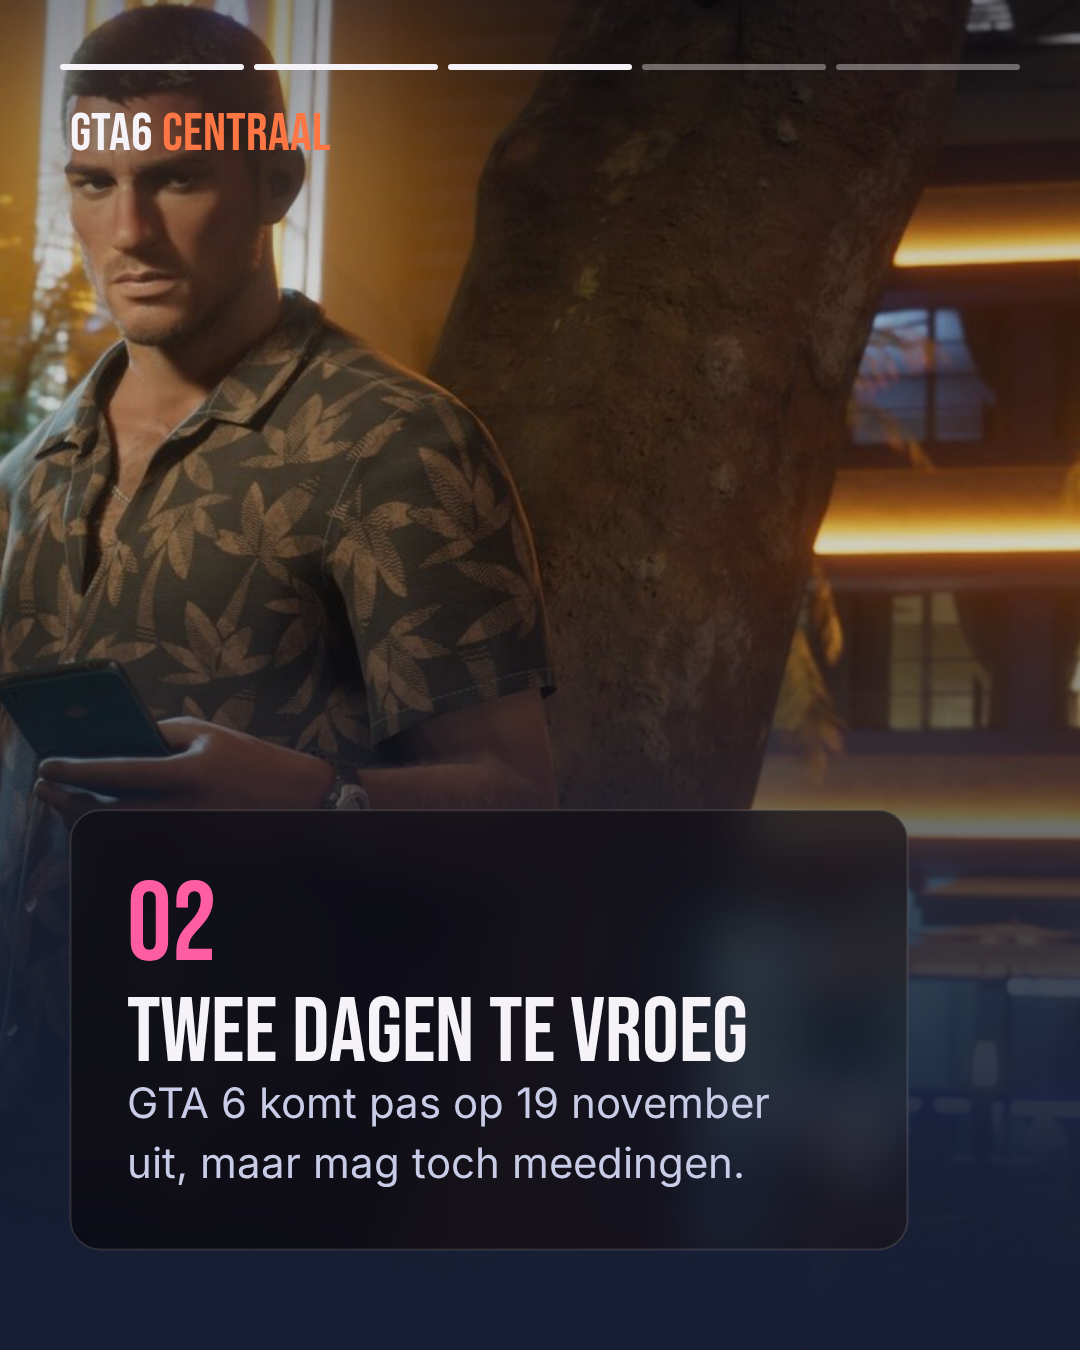 GTA6 CENTRAAL
02
TWEE DAGEN TE VROEG
GTA 6 komt pas op 19 november
uit, maar mag toch meedingen.